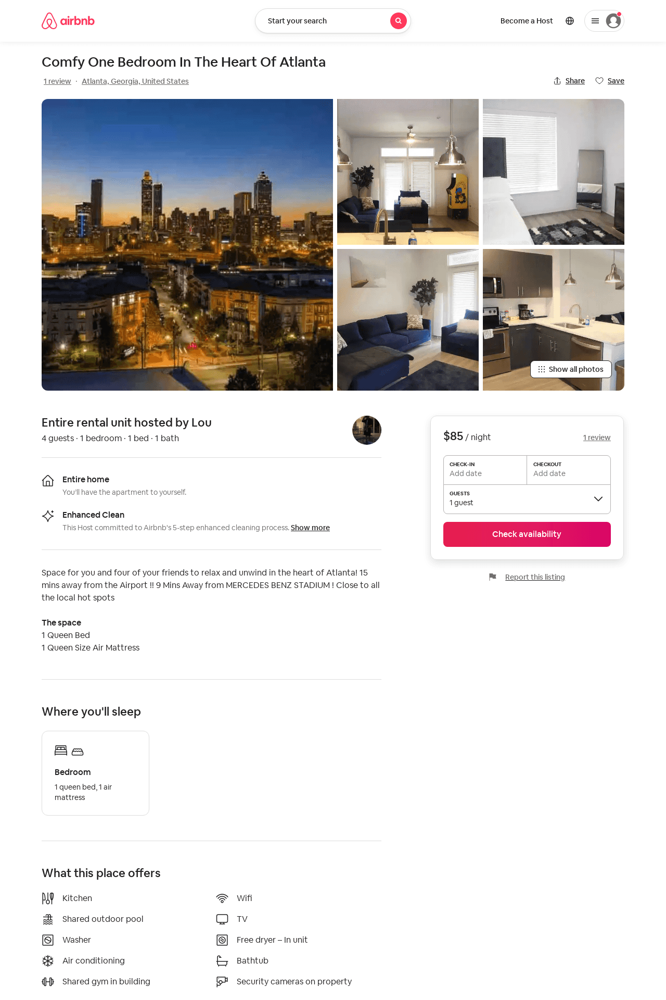 airbnb
Start your search
Become a Host
Comfy One Bedroom In The Heart Of Atlanta
1 review · Atlanta, Georgia, United States
Share
Save
Show all photos
Entire rental unit hosted by Lou
4 guests · 1 bedroom · 1 bed · 1 bath
Entire home
You’ll have the apartment to yourself.
Enhanced Clean
This Host committed to Airbnb's 5-step enhanced cleaning process. Show more
Space for you and four of your friends to relax and unwind in the heart of Atlanta! 15
mins away from the Airport !! 9 Mins Away from MERCEDES BENZ STADIUM ! Close to all
the local hot spots
The space
1 Queen Bed
1 Queen Size Air Mattress
Where you'll sleep
Bedroom
1 queen bed, 1 air
mattress
What this place offers
Kitchen
Wifi
Shared outdoor pool
TV
Washer
Free dryer – In unit
Air conditioning
Bathtub
Shared gym in building
Security cameras on property
$85 / night
1 review
CHECK-IN
Add date
CHECKOUT
Add date
GUESTS
1 guest
Check availability
Report this listing